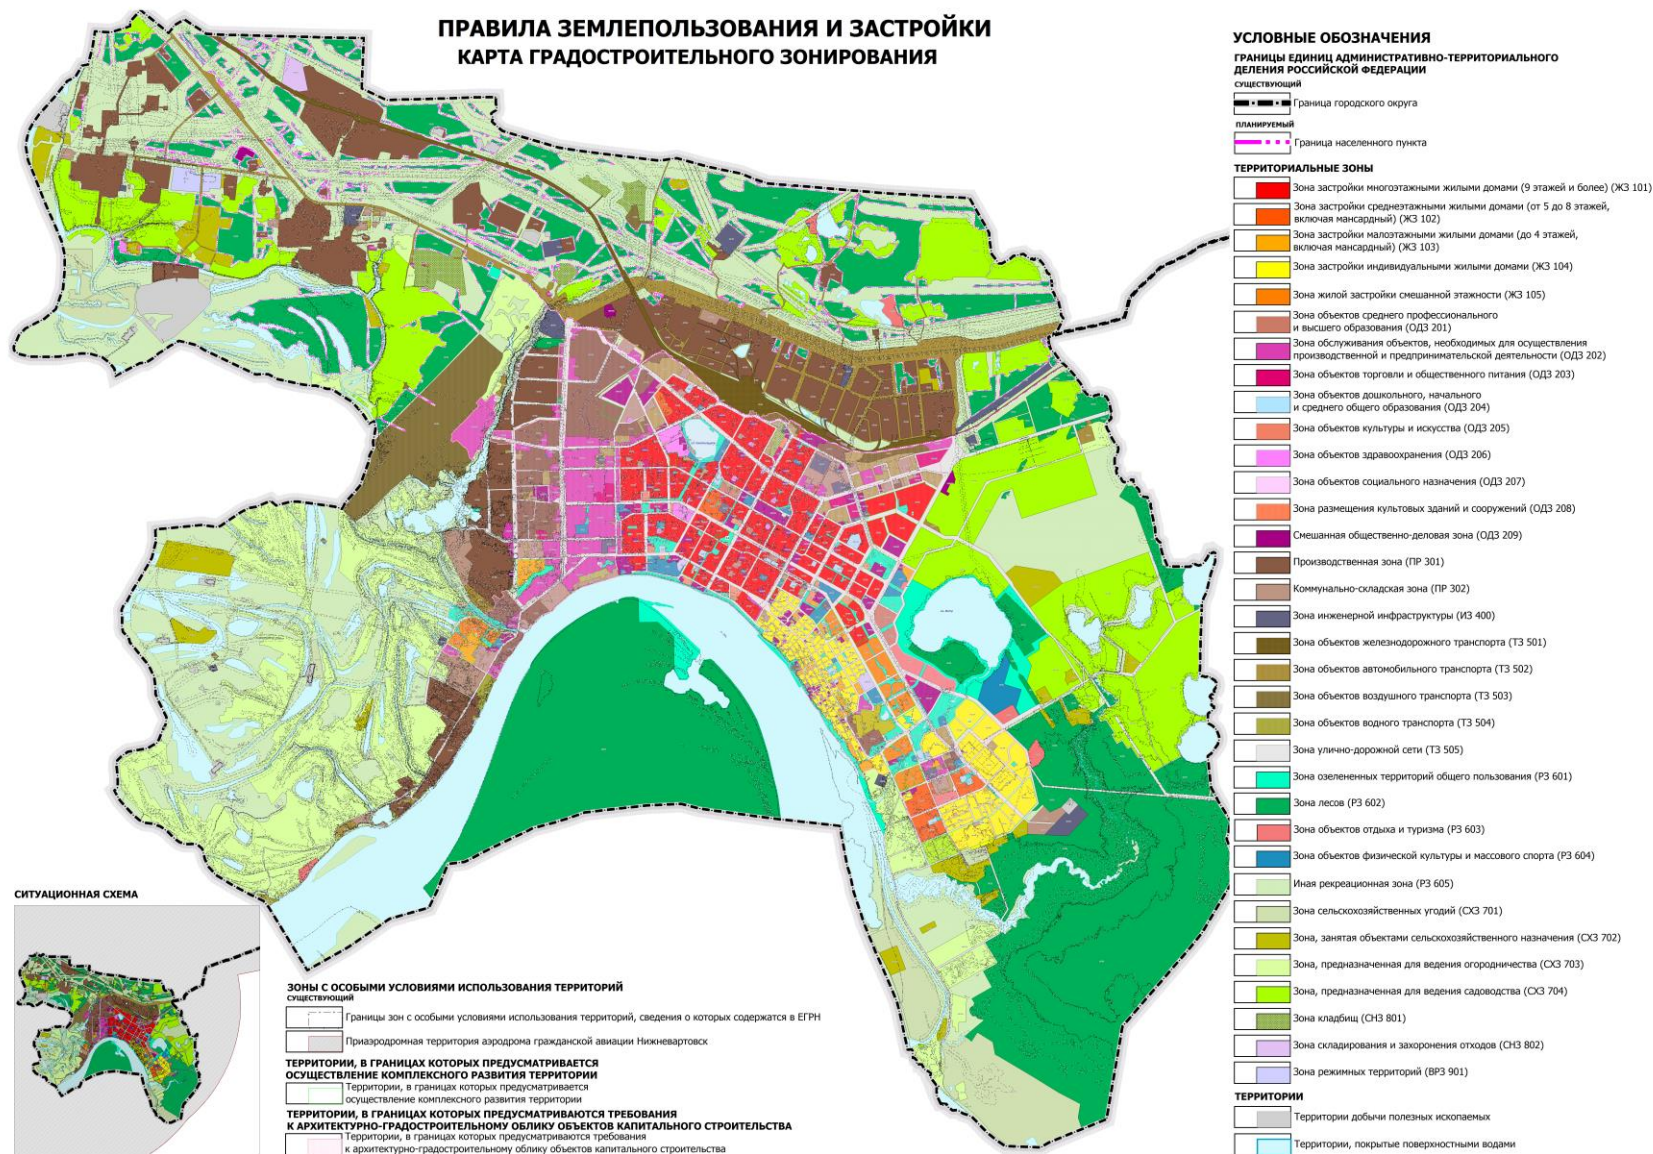 ПРАВИЛА ЗЕМЛЕПОЛЬЗОВАНИЯ И ЗАСТРОЙКИ
КАРТА ГРАДОСТРОИТЕЛЬНОГО ЗОНИРОВАНИЯ
УСЛОВНЫЕ ОБОЗНАЧЕНИЯ
ГРАНИЦЫ ЕДИНИЦ АДМИНИСТРАТИВНО-ТЕРРИТОРИАЛЬНОГО
ДЕЛЕНИЯ РОССИЙСКОЙ ФЕДЕРАЦИИ
СУЩЕСТВУЮЩИЙ
Граница городского округа
ПЛАНИРУЕМЫЙ
Граница населенного пункта
ТЕРРИТОРИАЛЬНЫЕ ЗОНЫ
Зона застройки многоэтажными жилыми домами (9 этажей и более) (ЖЗ 101)
Зона застройки среднеэтажными жилыми домами (от 5 до 8 этажей,
включая мансардный) (ЖЗ 102)
Зона застройки малоэтажными жилыми домами (до 4 этажей,
включая мансардный) (ЖЗ 103)
Зона застройки индивидуальными жилыми домами (ЖЗ 104)
Зона жилой застройки смешанной этажности (ЖЗ 105)
Зона объектов среднего профессионального
и высшего образования (ОДЗ 201)
Зона обслуживания объектов, необходимых для осуществления
производственной и предпринимательской деятельности (ОДЗ 202)
Зона объектов торговли и общественного питания (ОДЗ 203)
Зона объектов дошкольного, начального
и среднего общего образования (ОДЗ 204)
Зона объектов культуры и искусства (ОДЗ 205)
Зона объектов здравоохранения (ОДЗ 206)
Зона объектов социального назначения (ОДЗ 207)
Зона размещения культовых зданий и сооружений (ОДЗ 208)
Смешанная общественно-деловая зона (ОДЗ 209)
Производственная зона (ПР 301)
Коммунально-складская зона (ПР 302)
Зона инженерной инфраструктуры (ИЗ 400)
Зона объектов железнодорожного транспорта (ТЗ 501)
Зона объектов автомобильного транспорта (ТЗ 502)
Зона объектов воздушного транспорта (ТЗ 503)
Зона объектов водного транспорта (ТЗ 504)
Зона улично-дорожной сети (ТЗ 505)
Зона озелененных территорий общего пользования (РЗ 601)
Зона лесов (РЗ 602)
Зона объектов отдыха и туризма (РЗ 603)
Зона объектов физической культуры и массового спорта (РЗ 604)
Иная рекреационная зона (РЗ 605)
Зона сельскохозяйственных угодий (СХЗ 701)
Зона, занятая объектами сельскохозяйственного назначения (СХЗ 702)
Зона, предназначенная для ведения огородничества (СХЗ 703)
Зона, предназначенная для ведения садоводства (СХЗ 704)
Зона кладбищ (СНЗ 801)
Зона складирования и захоронения отходов (СНЗ 802)
Зона режимных территорий (ВРЗ 901)
ТЕРРИТОРИИ
Территории добычи полезных ископаемых
Территории, покрытые поверхностными водами
СИТУАЦИОННАЯ СХЕМА
ЗОНЫ С ОСОБЫМИ УСЛОВИЯМИ ИСПОЛЬЗОВАНИЯ ТЕРРИТОРИЙ
СУЩЕСТВУЮЩИЙ
Границы зон с особыми условиями использования территорий, сведения о которых содержатся в ЕГРН
Приаэродромная территория аэродрома гражданской авиации Нижневартовск
ТЕРРИТОРИИ, В ГРАНИЦАХ КОТОРЫХ ПРЕДУСМАТРИВАЕТСЯ
ОСУЩЕСТВЛЕНИЕ КОМПЛЕКСНОГО РАЗВИТИЯ ТЕРРИТОРИИ
Территории, в границах которых предусматривается
осуществление комплексного развития территории
ТЕРРИТОРИИ, В ГРАНИЦАХ КОТОРЫХ ПРЕДУСМАТРИВАЮТСЯ ТРЕБОВАНИЯ
К АРХИТЕКТУРНО-ГРАДОСТРОИТЕЛЬНОМУ ОБЛИКУ ОБЪЕКТОВ КАПИТАЛЬНОГО СТРОИТЕЛЬСТВА
Территории, в границах которых предусматриваются требования
к архитектурно-градостроительному облику объектов капитального строительства